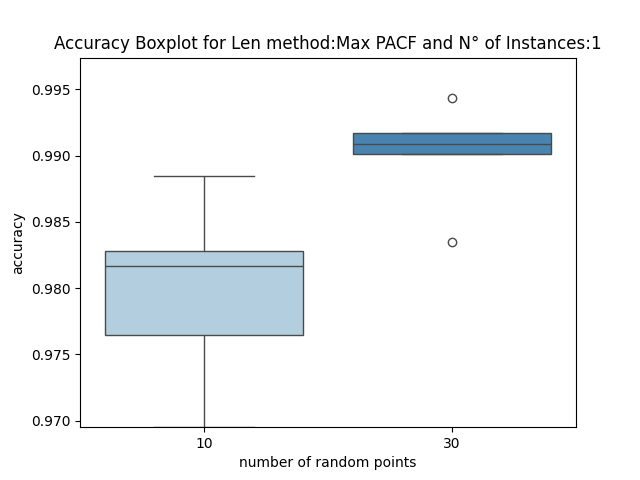 Accuracy Boxplot for Len method:Max PACF and N° of Instances:1
0.995
0.990
0.985
0.980
0.975
0.970
accuracy
10
30
number of random points